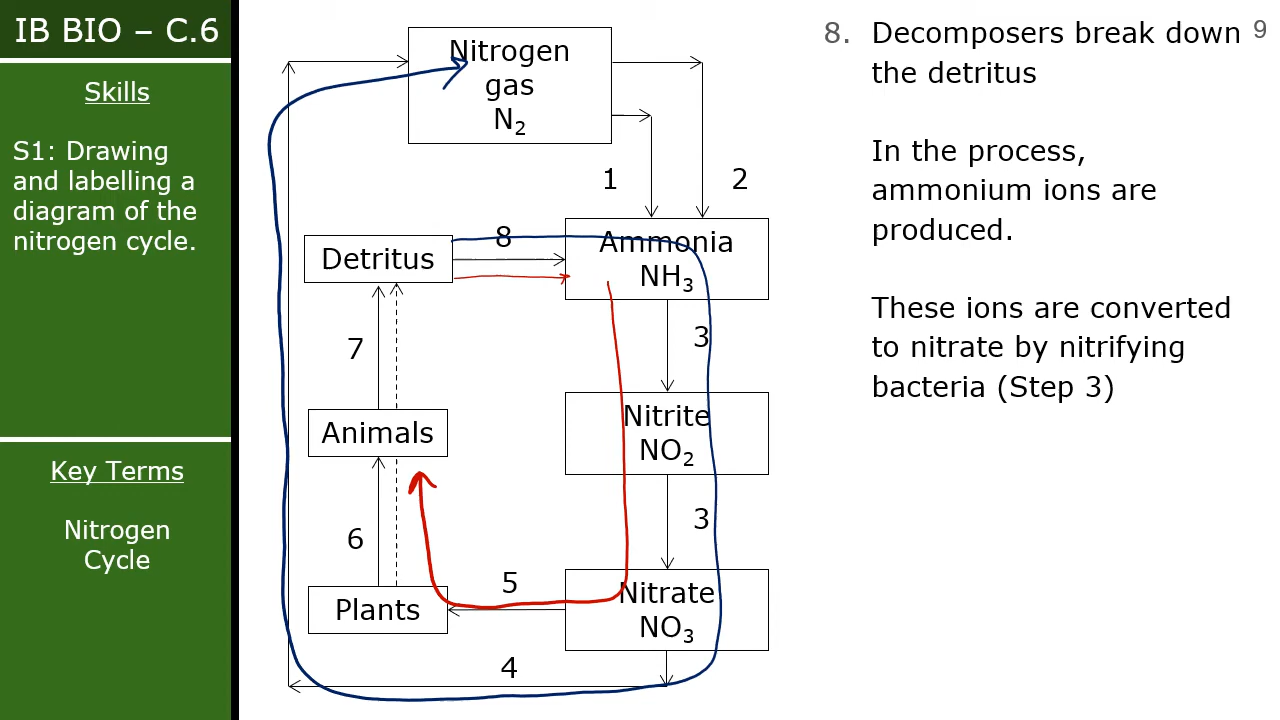 IB BIO – C.6
Skills
S1: Drawing
and labelling a
diagram of the
nitrogen cycle.
Key Terms
Nitrogen
Cycle
Nitrogen
gas
N₂
1
2
8
Detritus
Ammonia
NH₃
7
3
Animals
Nitrite
NO₂
6
3
5
Plants
Nitrate
NO₃
4
8. Decomposers break down
the detritus
In the process,
ammonium ions are
produced.
These ions are converted
to nitrate by nitrifying
bacteria (Step 3)
9